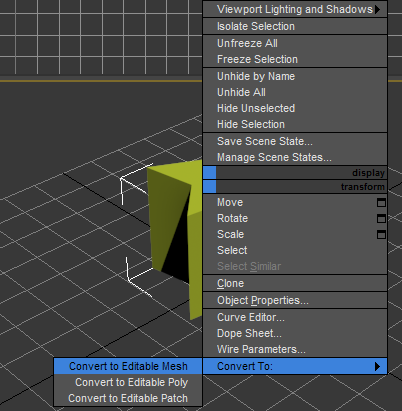 Viewport Lighting and Shadows
Isolate Selection
Unfreeze All
Freeze Selection
Unhide by Name
Unhide All
Hide Unselected
Hide Selection
Save Scene State...
Manage Scene States...
display
transform
Move
Rotate
Scale
Select
Select Similar
Clone
Object Properties...
Curve Editor...
Dope Sheet...
Wire Parameters...
Convert To:
Convert to Editable Mesh
Convert to Editable Poly
Convert to Editable Patch